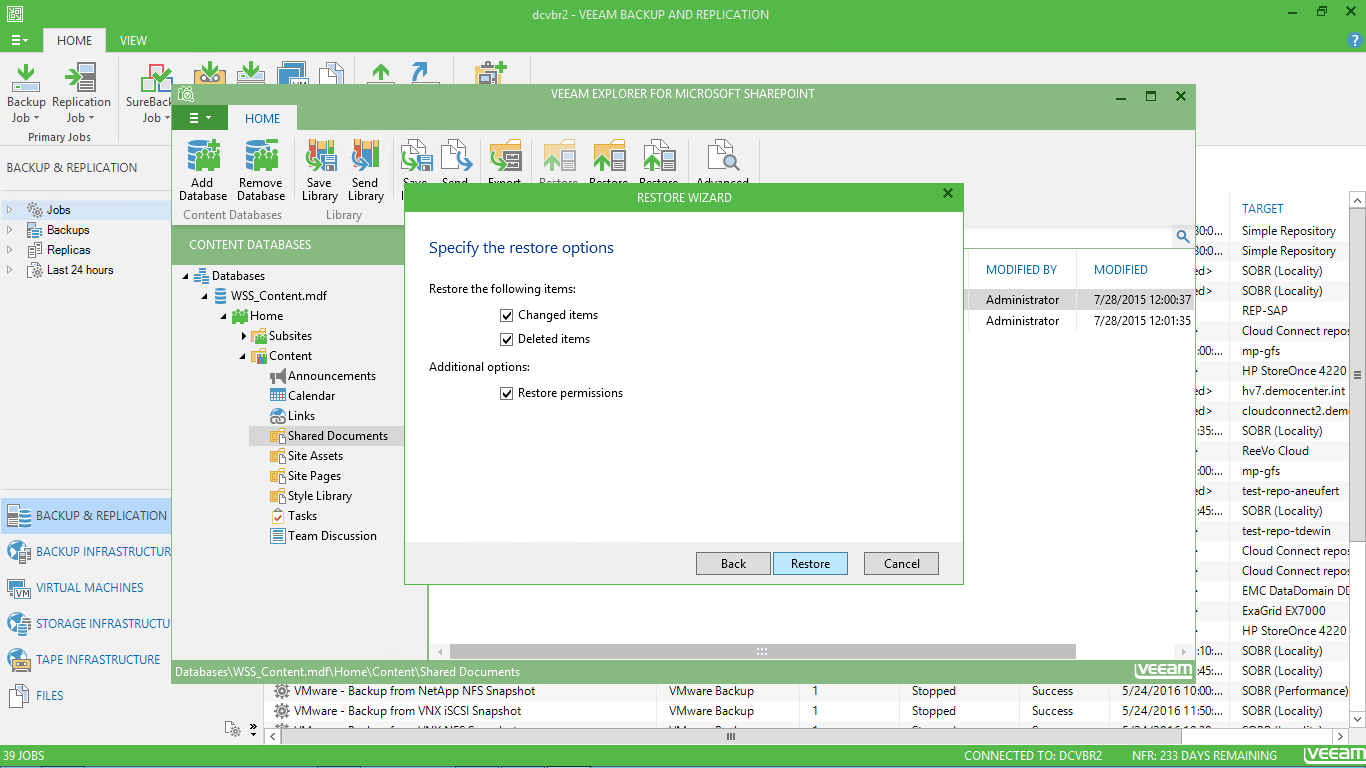 dcvbr2 - VEEAM BACKUP AND REPLICATION
HOME VIEW
Backup Job
Replication Job
Primary Jobs
VEEAM EXPLORER FOR MICROSOFT SHAREPOINT
HOME
Add Database
Remove Database
Content Databases
Save Library
Send Library
Library
RESTORE WIZARD
Specify the restore options
Restore the following items:
Changed items
Deleted items
Additional options:
Restore permissions
Back Restore Cancel
BACKUP & REPLICATION
Jobs
Backups
Replicas
Last 24 hours
BACKUP & REPLICATION
BACKUP INFRASTRUCTUR
VIRTUAL MACHINES
STORAGE INFRASTRUCTU
TAPE INFRASTRUCTURE
FILES
CONTENT DATABASES
Databases
WSS_Content.mdf
Home
Subsites
Content
Announcements
Calendar
Links
Shared Documents
Site Assets
Site Pages
Style Library
Tasks
Team Discussion
MODIFIED BY MODIFIED
Administrator 7/28/2015 12:00:37
Administrator 7/28/2015 12:01:35
Databases\WSS_Content.mdf\Home\Content\Shared Documents
veeam
TARGET
Simple Repository
Simple Repository
SOBR (Locality)
SOBR (Locality)
REP-SAP
Cloud Connect repos
mp-gfs
HP StoreOnce 4220
hv7.democenter.int
cloudconnect2.dem
SOBR (Locality)
ReeVo Cloud
mp-gfs
test-repo-aneufert
SOBR (Locality)
test-repo-tdewin
Cloud Connect repos
Cloud Connect repos
EMC DataDomain DD
ExaGrid EX7000
HP StoreOnce 4220
SOBR (Locality)
SOBR (Locality)
VMware - Backup from NetApp NFS Snapshot VMware Backup 1 Stopped Success 5/24/2016 10:00:... SOBR (Performance)
VMware - Backup from VNX iSCSI Snapshot VMware Backup 1 Stopped Success 5/24/2016 11:50:... SOBR (Locality)
39 JOBS CONNECTED TO: DCVBR2 NFR: 233 DAYS REMAINING veeam